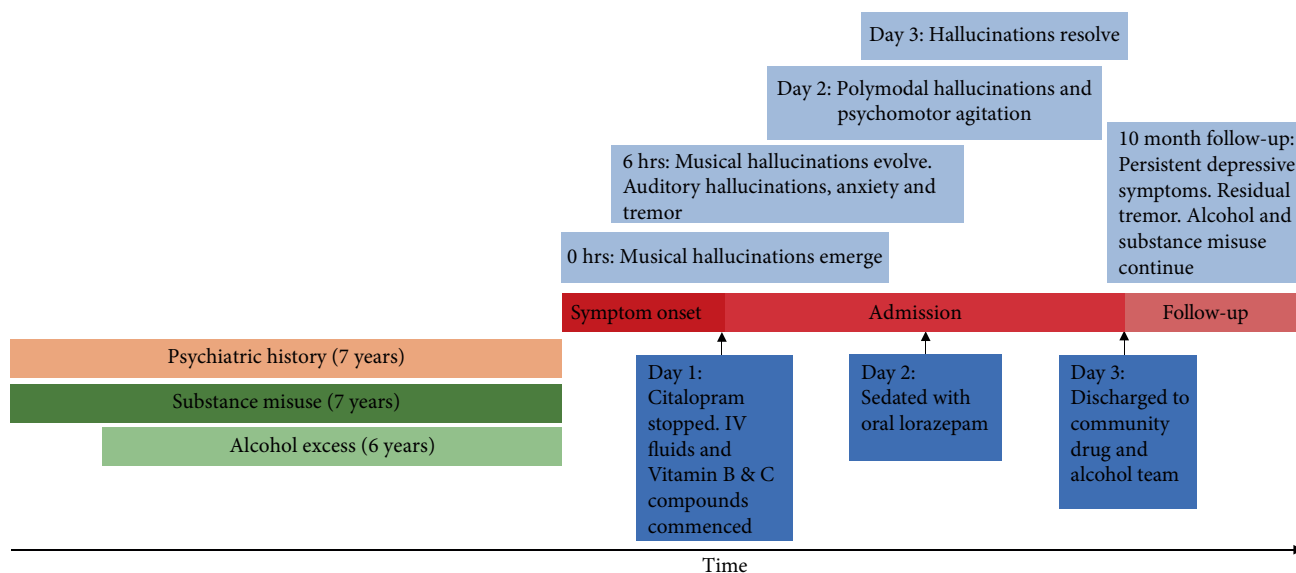 Day 3: Hallucinations resolve
Day 2: Polymodal hallucinations and
psychomotor agitation
6 hrs: Musical hallucinations evolve.
Auditory hallucinations, anxiety and
tremor
0 hrs: Musical hallucinations emerge
10 month follow-up:
Persistent depressive
symptoms. Residual
tremor. Alcohol and
substance misuse
continue
Symptom onset
Admission
Follow-up
Psychiatric history (7 years)
Substance misuse (7 years)
Alcohol excess (6 years)
Day 1:
Citalopram
stopped. IV
fluids and
Vitamin B & C
compounds
commenced
Day 2:
Sedated with
oral lorazepam
Day 3:
Discharged to
community
drug and
alcohol team
Time